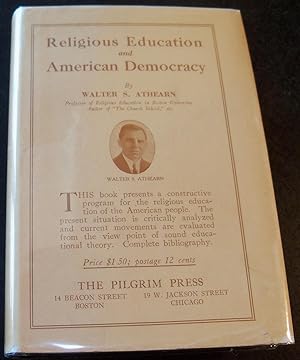 Religious Education
and
American Democracy
By
WALTER S. ATHEARN
Professor of Religious Education in Boston University
Author of "The Church School," etc.
WALTER S. ATHEARN
THIS book presents a constructive
program for the religious educa-
tion of the American people. The
present situation is critically analyzed
and current movements are evaluated
from the view point of sound educa-
tional theory. Complete bibliography.
Price $1.50; postage 12 cents
THE PILGRIM PRESS
14 BEACON STREET 19 W. JACKSON STREET
BOSTON CHICAGO